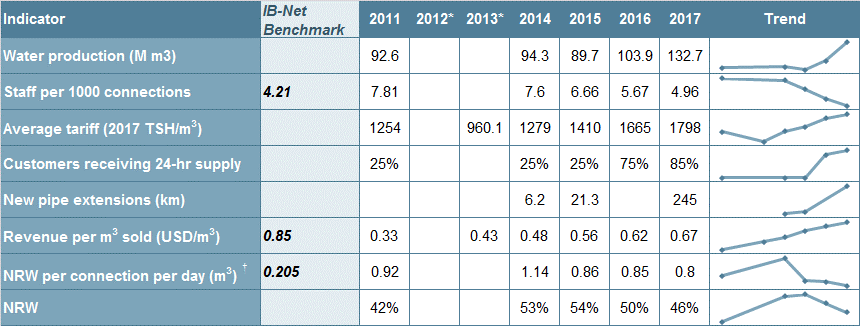 Indicator IB-Net Benchmark 2011 2012* 2013* 2014 2015 2016 2017 Trend
Water production (M m3) 92.6 94.3 89.7 103.9 132.7
Staff per 1000 connections 4.21 7.81 7.6 6.66 5.67 4.96
Average tariff (2017 TSH/m³) 1254 960.1 1279 1410 1665 1798
Customers receiving 24-hr supply 25% 25% 25% 75% 85%
New pipe extensions (km) 6.2 21.3 245
Revenue per m³ sold (USD/m³) 0.85 0.33 0.43 0.48 0.56 0.62 0.67
NRW per connection per day (m³) † 0.205 0.92 1.14 0.86 0.85 0.8
NRW 42% 53% 54% 50% 46%